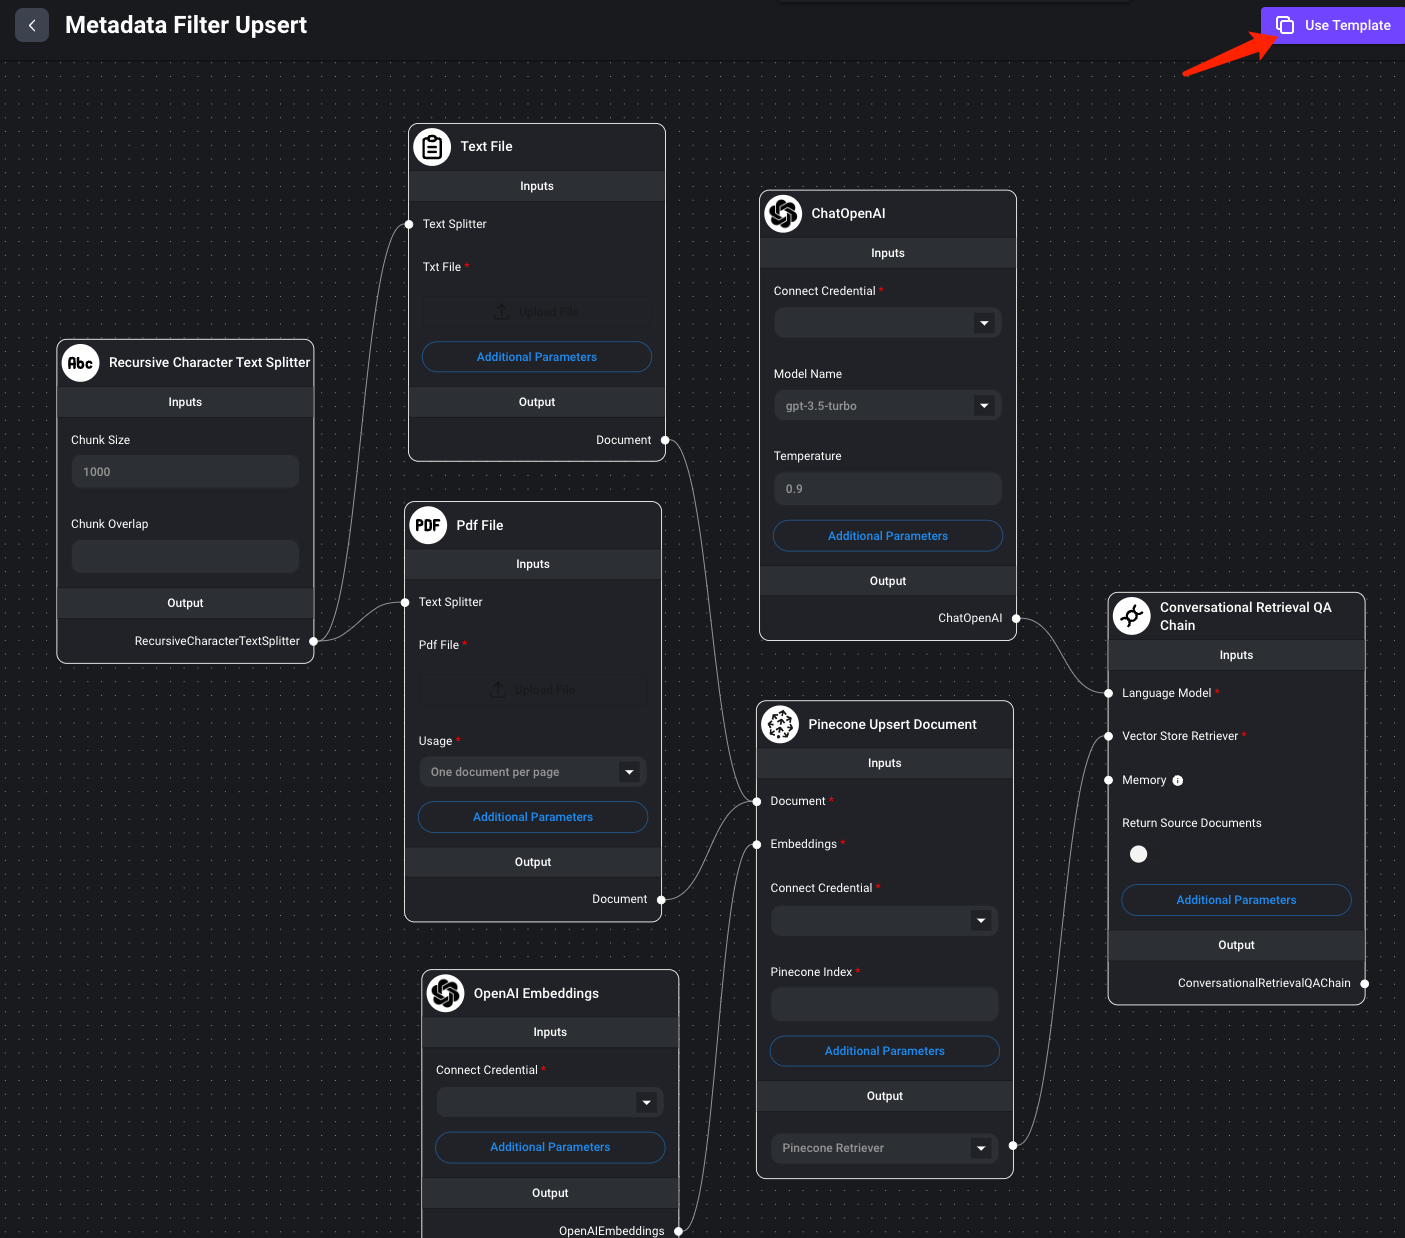 Metadata Filter Upsert
Use Template
Text File
Inputs
Text Splitter
Txt File *
Upload File
Additional Parameters
Output
Document
ChatOpenAI
Inputs
Connect Credential *
Model Name
gpt-3.5-turbo
Temperature
0.9
Additional Parameters
Output
ChatOpenAI
Abc
Recursive Character Text Splitter
Inputs
Chunk Size
1000
Chunk Overlap
Output
RecursiveCharacterTextSplitter
PDF
Pdf File
Inputs
Text Splitter
Pdf File *
Upload File
Usage *
One document per page
Additional Parameters
Output
Document
Conversational Retrieval QA
Chain
Inputs
Language Model *
Vector Store Retriever *
Memory
Return Source Documents
Additional Parameters
Output
ConversationalRetrievalQAChain
Pinecone Upsert Document
Inputs
Document *
Embeddings *
Connect Credential *
Pinecone Index *
Additional Parameters
Output
Pinecone Retriever
OpenAI Embeddings
Inputs
Connect Credential *
Additional Parameters
Output
OpenAIEmbeddings